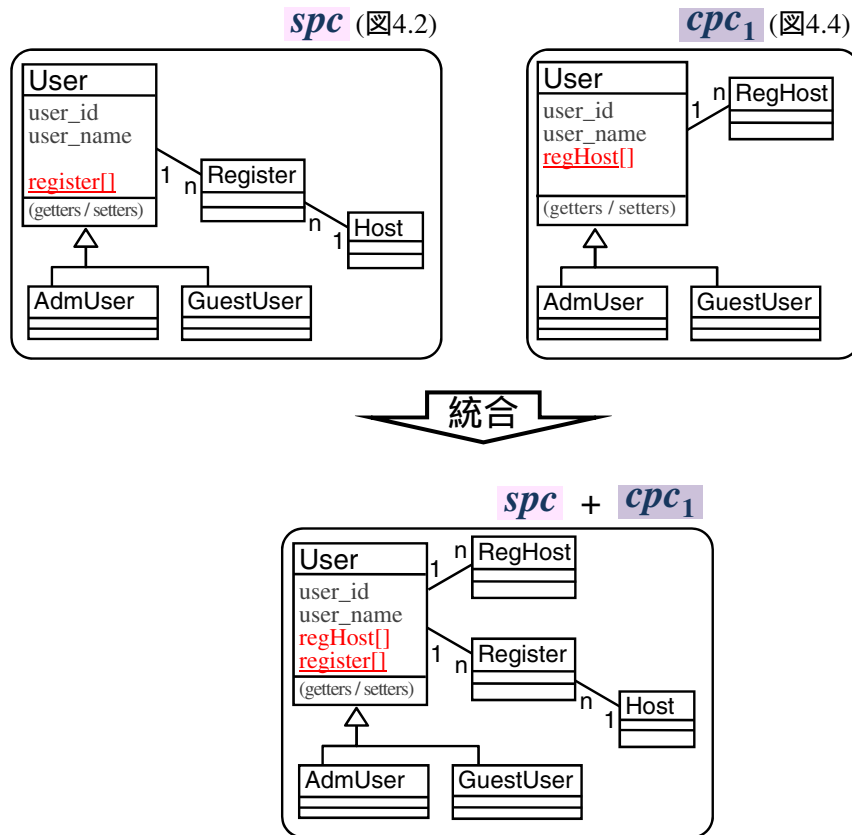 spc (図4.2)
User
user_id
user_name
register[]
(getters / setters)
1
n
Register
n
1
Host
AdmUser
GuestUser
cpc1 (図4.4)
User
user_id
user_name
regHost[]
(getters / setters)
1
n
RegHost
AdmUser
GuestUser
統合
spc + cpc1
User
user_id
user_name
regHost[]
register[]
(getters / setters)
1
n
RegHost
1
n
Register
n
1
Host
AdmUser
GuestUser